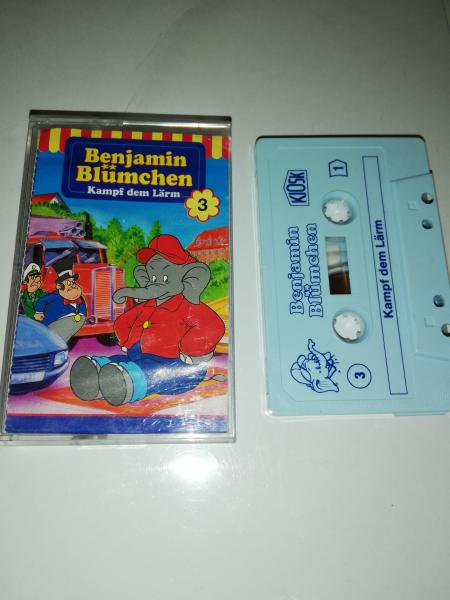 Benjamin
Blümchen
Kampf dem Lärm
3
KIOSK
1
Benjamin
Blümchen
3
Kampf dem Lärm